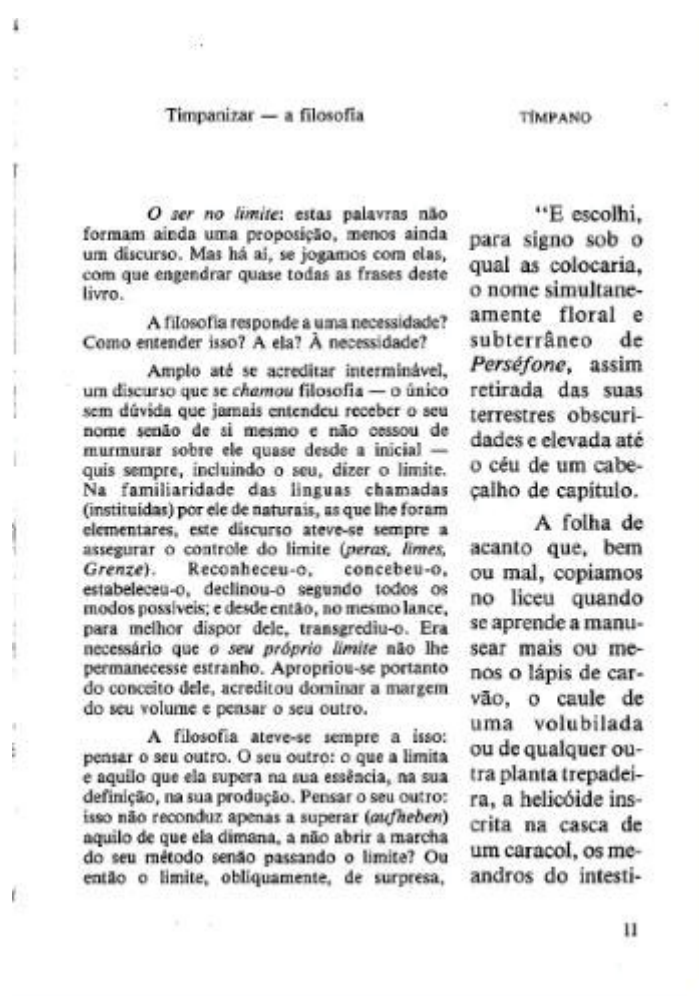 Timpanizar — a filosofia
TÍMPANO
O ser no limite: estas palavras não
formam ainda uma proposição, menos ainda
um discurso. Mas há aí, se jogamos com elas,
com que engendrar quase todas as frases deste
livro.
A filosofia responde a uma necessidade?
Como entender isso? A ela? À necessidade?
Amplo até se acreditar interminável,
um discurso que se chamou filosofia — o único
sem dúvida que jamais entendeu receber o seu
nome senão de si mesmo e não cessou de
murmurar sobre ele quase desde a inicial —
quis sempre, incluindo o seu, dizer o limite.
Na familiaridade das línguas chamadas
(instituídas) por ele de naturais, as que lhe foram
elementares, este discurso ateve-se sempre a
assegurar o controle do limite (peras, limes,
Grenze). Reconheceu-o, concebeu-o,
estabeleceu-o, declinou-o segundo todos os
modos possíveis; e desde então, no mesmo lance,
para melhor dispor dele, transgrediu-o. Era
necessário que o seu próprio limite não lhe
permanecesse estranho. Apropriou-se portanto
do conceito dele, acreditou dominar a margem
do seu volume e pensar o seu outro.
A filosofia ateve-se sempre a isso:
pensar o seu outro. O seu outro: o que a limita
e aquilo que ela supera na sua essência, na sua
definição, na sua produção. Pensar o seu outro:
isso não reconduz apenas a superar (aufheben)
aquilo de que ela dimana, a não abrir a marcha
do seu método senão passando o limite? Ou
então o limite, obliquamente, de surpresa,
“E escolhi,
para signo sob o
qual as colocaria,
o nome simultane-
amente floral e
subterrâneo de
Perséfone, assim
retirada das suas
terrestres obscuri-
dades e elevada até
o céu de um cabe-
çalho de capítulo.
A folha de
acanto que, bem
ou mal, copiamos
no liceu quando
se aprende a manu-
sear mais ou me-
nos o lápis de car-
vão, o caule de
uma volubilada
ou de qualquer ou-
tra planta trepadei-
ra, a helicóide ins-
crita na casca de
um caracol, os me-
andros do intesti-
11